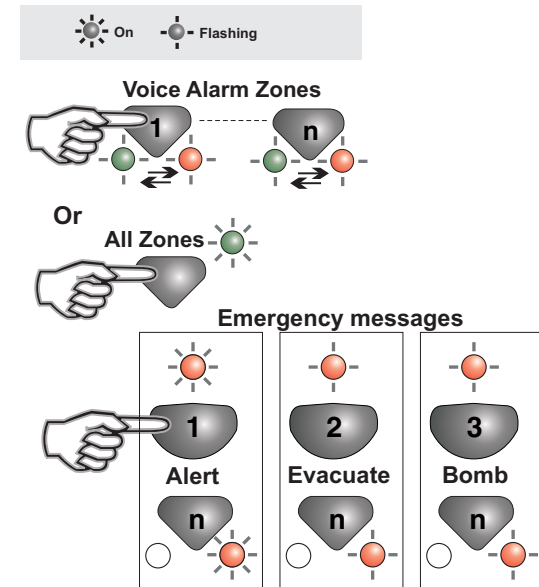 On Flashing
Voice Alarm Zones
1 n
Or
All Zones
Emergency messages
1 2 3
Alert Evacuate Bomb
n n n